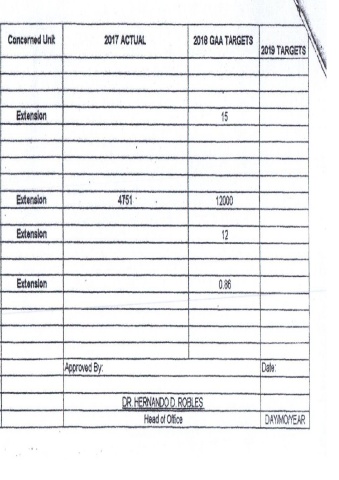 Concerned Unit 2017 ACTUAL 2018 GAA TARGETS 2019 TARGETS
Extension 15
Extension 4751 12000
Extension 12
Extension 0.86
Approved By: Date:
DR. HERNANDO D. ROBLES
Head of Office DAY/MO/YEAR